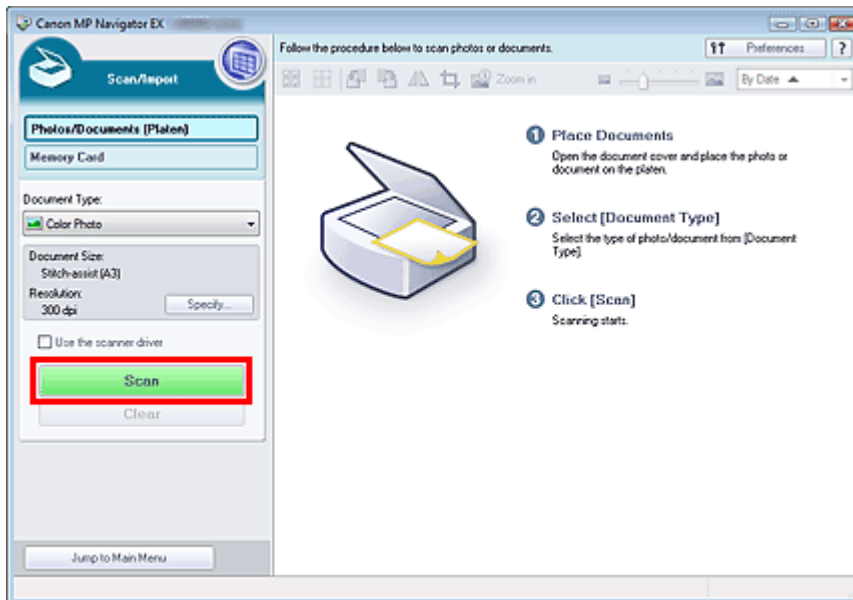 Canon MP Navigator EX
Scan/Import
Photos/Documents (Platen)
Memory Card
Document Type:
Color Photo
Document Size:
Stitch-assist (A3)
Resolution:
300 dpi
Specify...
Use the scanner driver
Scan
Clear
Jump to Main Menu
Follow the procedure below to scan photos or documents.
Preferences
?
Zoom in
By Date
1 Place Documents
Open the document cover and place the photo or
document on the platen.
2 Select [Document Type]
Select the type of photo/document from [Document
Type].
3 Click [Scan]
Scanning starts.